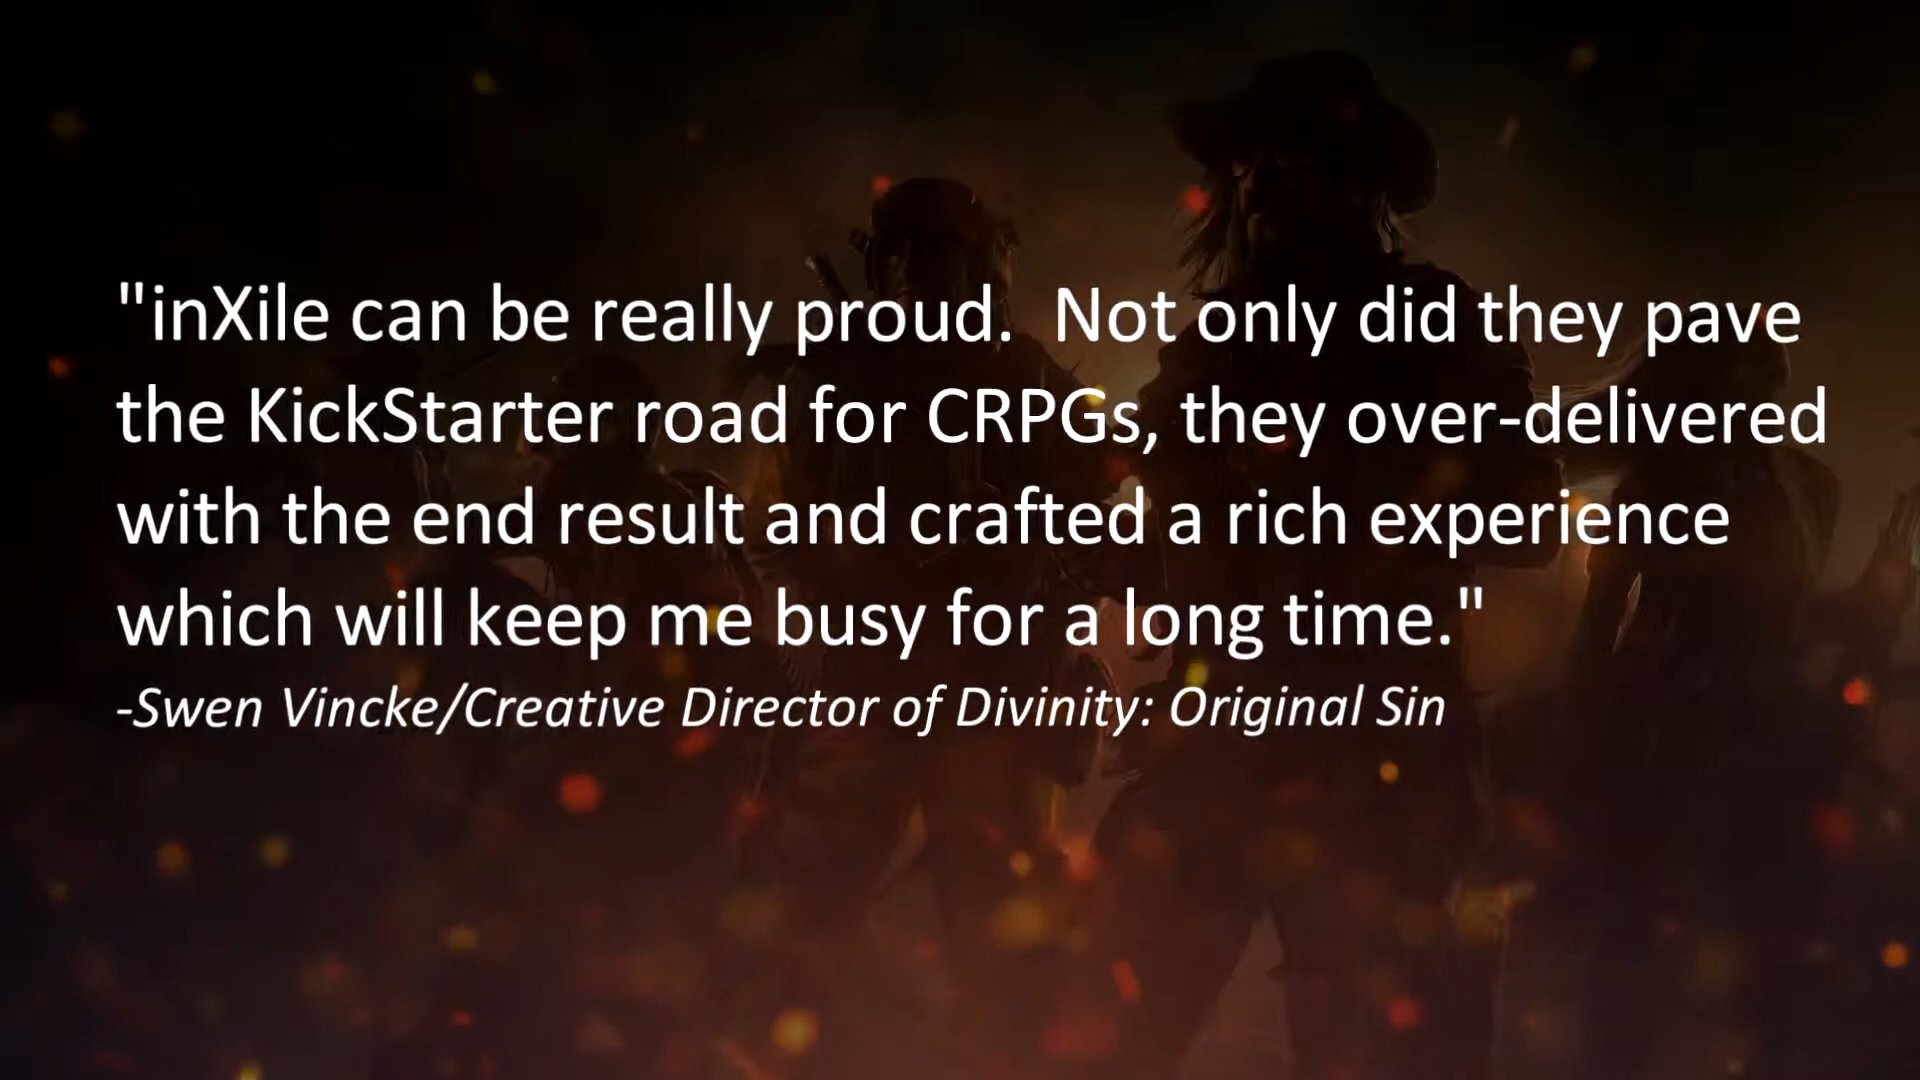 "inXile can be really proud.  Not only did they pave
the KickStarter road for CRPGs, they over-delivered
with the end result and crafted a rich experience
which will keep me busy for a long time."
-Swen Vincke/Creative Director of Divinity: Original Sin